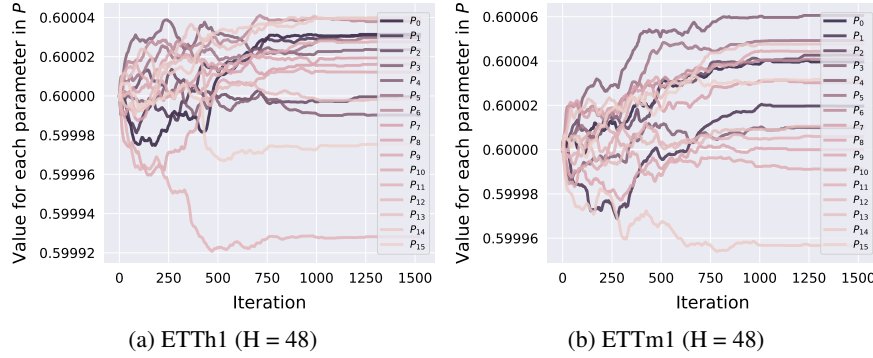 Value for each parameter in P
0.60004
0.60002
0.60000
0.59998
0.59996
0.59994
0.59992
0 250 500 750 1000 1250 1500
Iteration
P0
P1
P2
P3
P4
P5
P6
P7
P8
P9
P10
P11
P12
P13
P14
P15
(a) ETTh1 (H = 48)
Value for each parameter in P
0.60006
0.60004
0.60002
0.60000
0.59998
0.59996
0 250 500 750 1000 1250 1500
Iteration
P0
P1
P2
P3
P4
P5
P6
P7
P8
P9
P10
P11
P12
P13
P14
P15
(b) ETTm1 (H = 48)